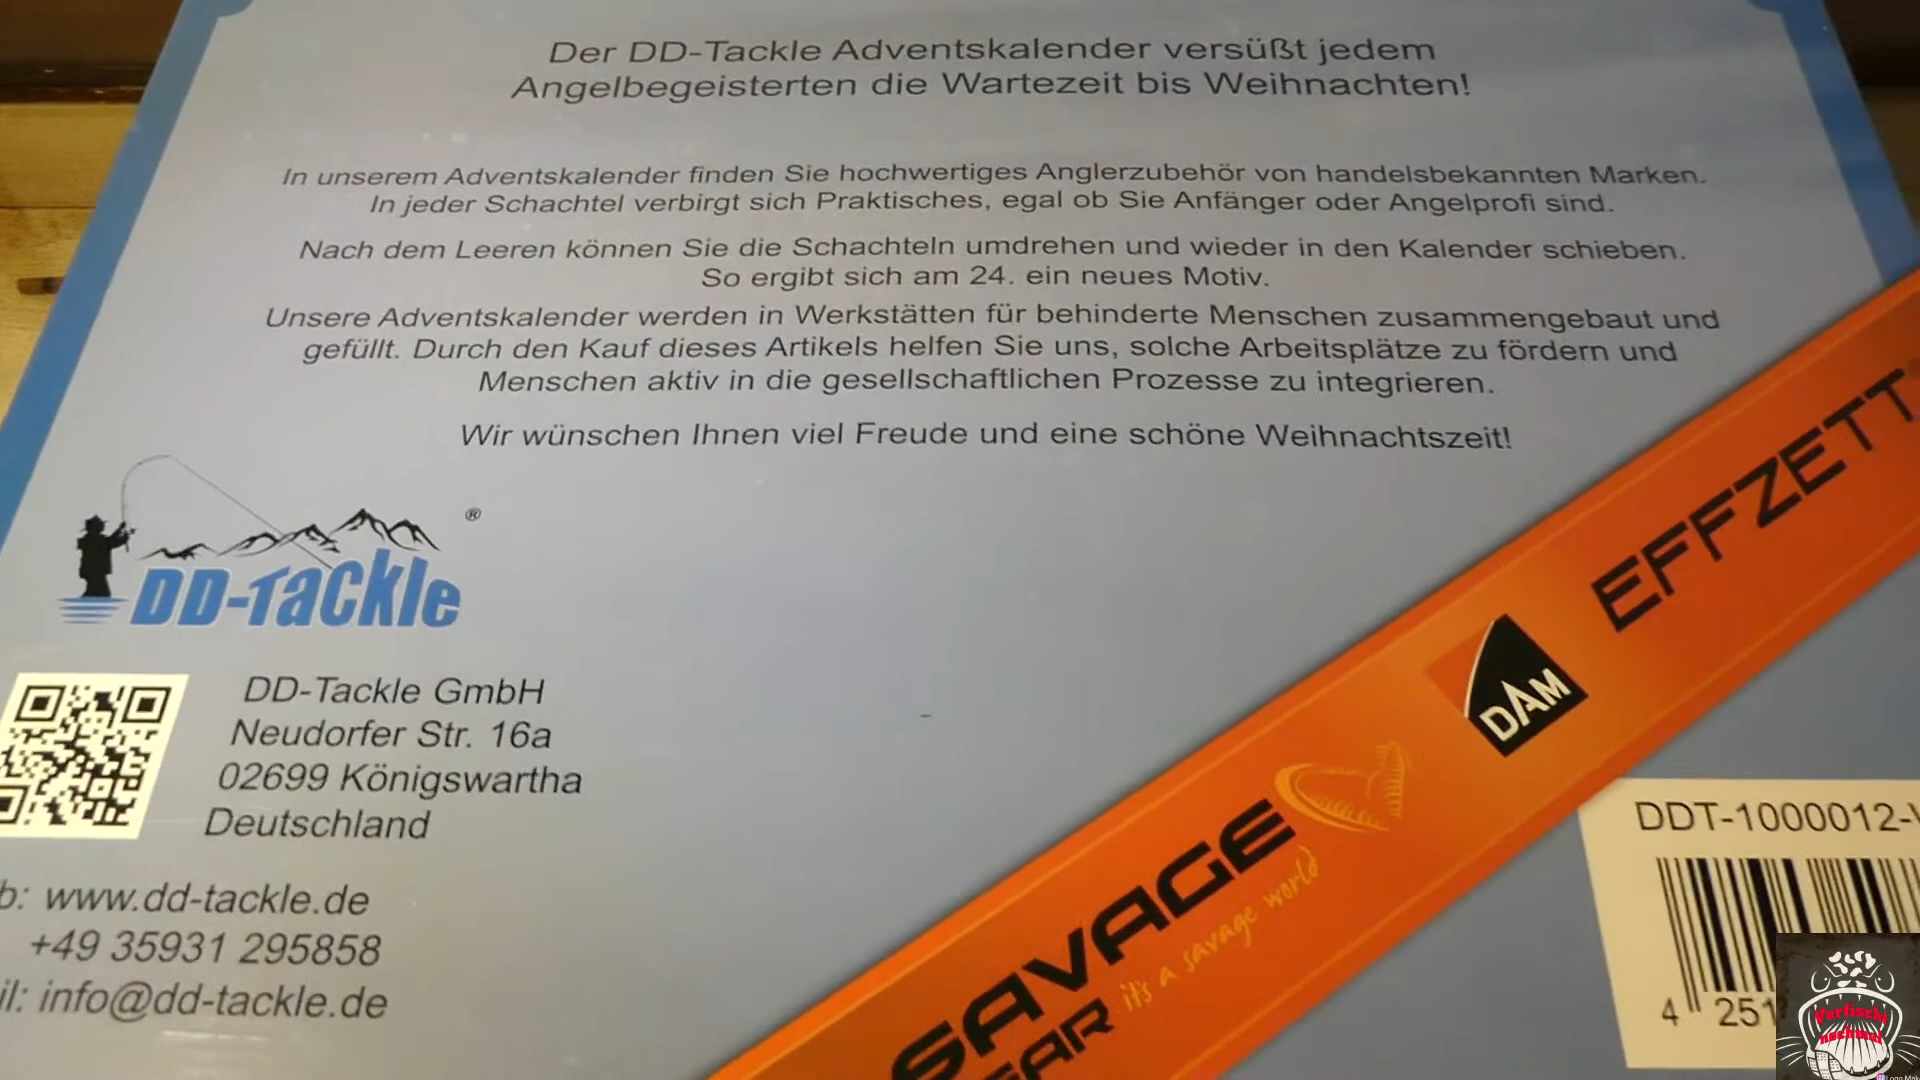 Der DD-Tackle Adventskalender versüßt jedem
Angelbegeisterten die Wartezeit bis Weihnachten!
In unserem Adventskalender finden Sie hochwertiges Anglerzubehör von handelsbekannten Marken.
In jeder Schachtel verbirgt sich Praktisches, egal ob Sie Anfänger oder Angelprofi sind.
Nach dem Leeren können Sie die Schachteln umdrehen und wieder in den Kalender schieben.
So ergibt sich am 24. ein neues Motiv.
Unsere Adventskalender werden in Werkstätten für behinderte Menschen zusammengebaut und
gefüllt. Durch den Kauf dieses Artikels helfen Sie uns, solche Arbeitsplätze zu fördern und
Menschen aktiv in die gesellschaftlichen Prozesse zu integrieren.
Wir wünschen Ihnen viel Freude und eine schöne Weihnachtszeit!
®
DD-Tackle
DD-Tackle GmbH
Neudorfer Str. 16a
02699 Königswartha
Deutschland
b: www.dd-tackle.de
+49 35931 295858
il: info@dd-tackle.de
EFFZETT
DAM
SAVAGE
EAR it's a savage world
DDT-1000012-
4 251
Verfischt
nochmal